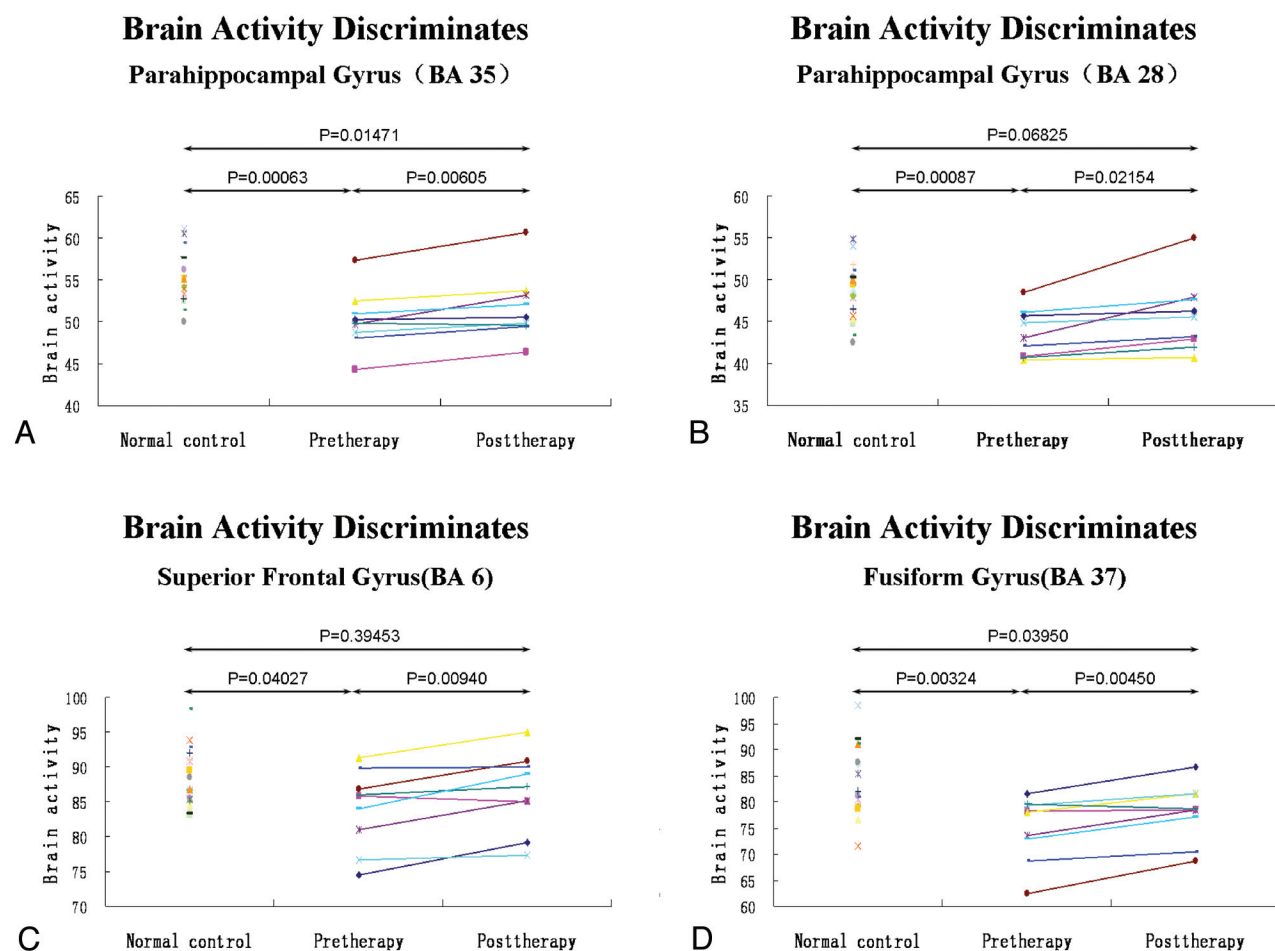 Brain Activity Discriminates
Parahippocampal Gyrus（BA 35）
P=0.01471
P=0.00063 P=0.00605
65
60
55
50
45
40
Brain activity
Normal control Pretherapy Posttherapy
A
Brain Activity Discriminates
Parahippocampal Gyrus（BA 28）
P=0.06825
P=0.00087 P=0.02154
60
55
50
45
40
35
Brain activity
Normal control Pretherapy Posttherapy
B
Brain Activity Discriminates
Superior Frontal Gyrus(BA 6)
P=0.39453
P=0.04027 P=0.00940
100
95
90
85
80
75
70
Brain activity
Normal control Pretherapy Posttherapy
C
Brain Activity Discriminates
Fusiform Gyrus(BA 37)
P=0.03950
P=0.00324 P=0.00450
100
95
90
85
80
75
70
65
60
Brain activity
Normal control Pretherapy Posttherapy
D